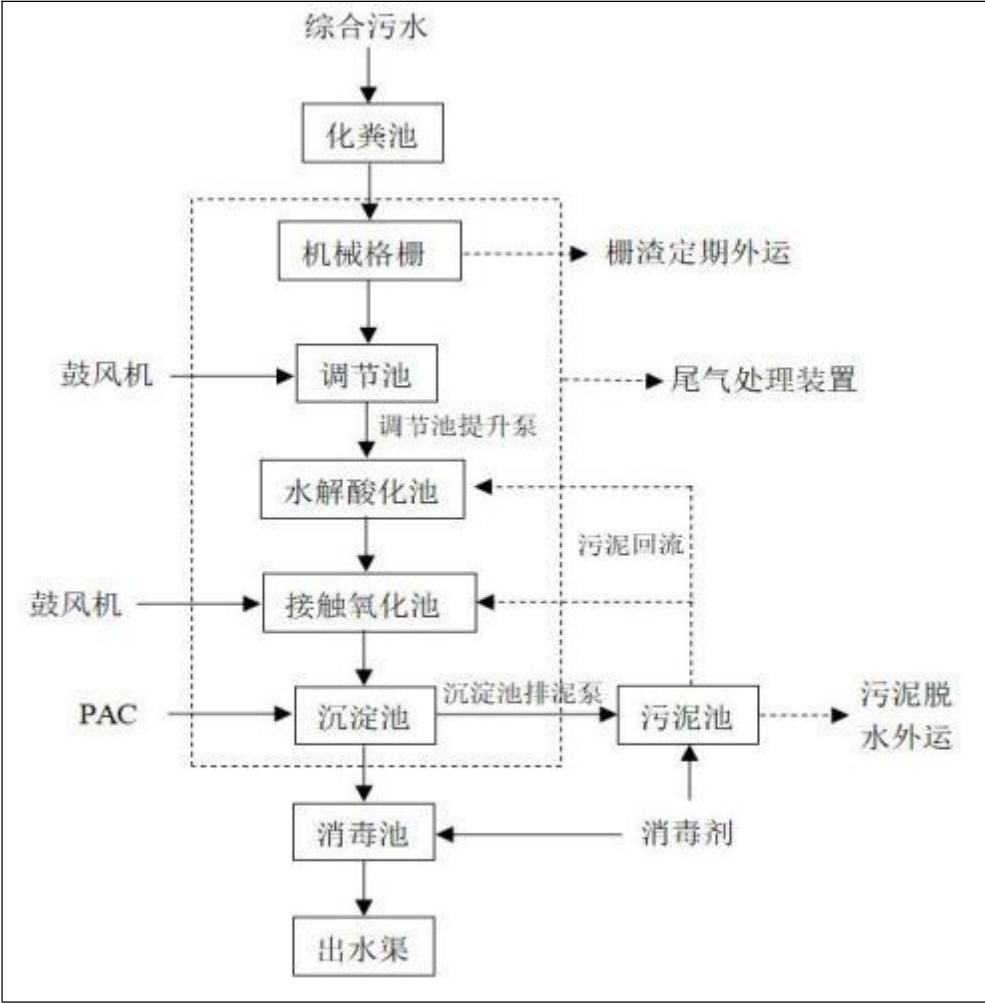 综合污水
化粪池
机械格栅
栅渣定期外运
鼓风机
调节池
尾气处理装置
调节池提升泵
水解酸化池
污泥回流
鼓风机
接触氧化池
PAC
沉淀池
沉淀池排泥泵
污泥池
污泥脱
水外运
消毒池
消毒剂
出水渠